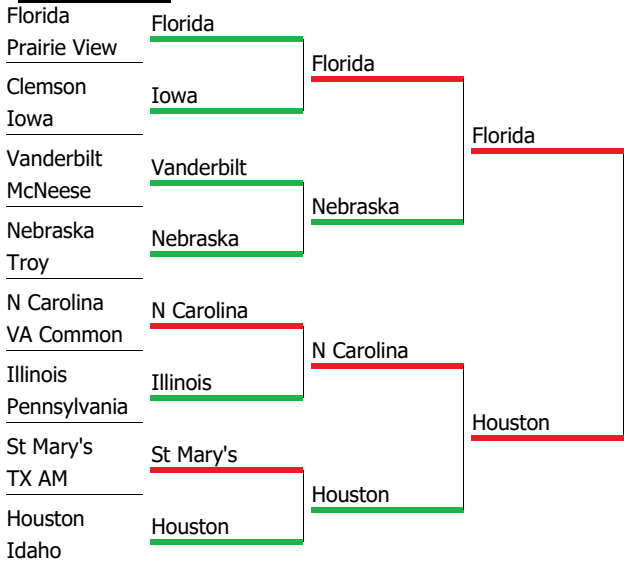 Florida
Prairie View
Clemson
Iowa
Vanderbilt
McNeese
Nebraska
Troy
N Carolina
VA Common
Illinois
Pennsylvania
St Mary's
TX AM
Houston
Idaho
Florida
Iowa
Vanderbilt
Nebraska
N Carolina
Illinois
St Mary's
Houston
Florida
Nebraska
N Carolina
Houston
Florida
Houston